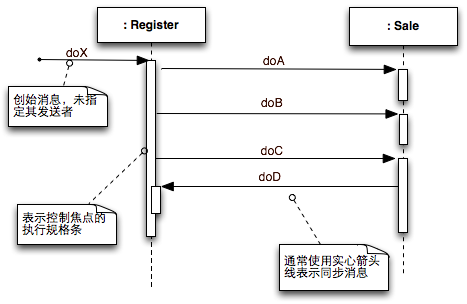 : Register
: Sale
doX
doA
创始消息，未指
定其发送者
doB
doC
doD
表示控制焦点的
执行规格条
通常使用实心箭头
线表示同步消息